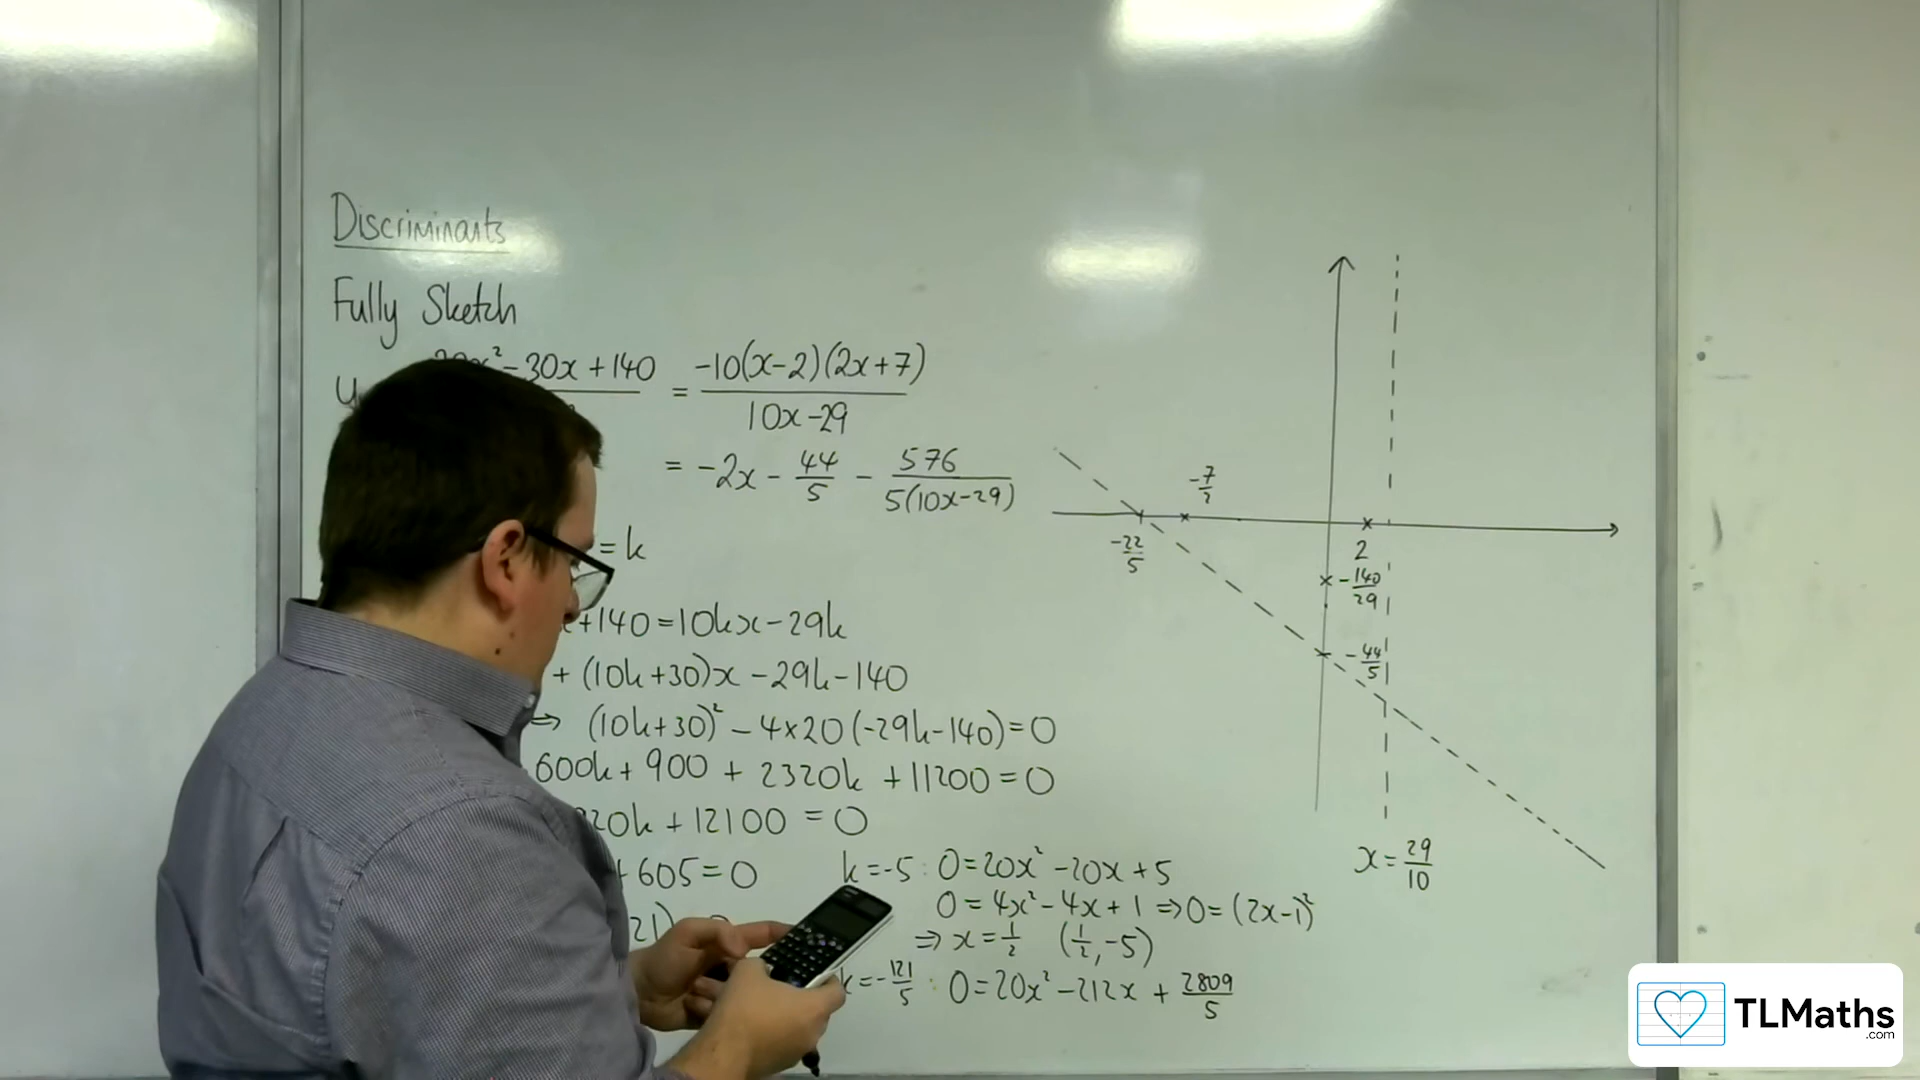 Discriminants
Fully Sketch
y x² - 30x + 140 = -10(x-2)(2x+7)
10x - 29
= -2x - 44/5 - 576/5(10x-29)
= k
+140 = 10kx - 29k
+ (10k+30)x - 29k - 140
⇒ (10k+30)² - 4×20(-29k-140) = 0
600k + 900 + 2320k + 11200 = 0
20k + 12100 = 0
+ 605 = 0
21)
k = -5 : 0 = 20x² - 20x + 5
0 = 4x² - 4x + 1 ⇒ 0 = (2x-1)²
⇒ x = 1/2 (1/2, -5)
k = -121/5 : 0 = 20x² - 212x + 2809/5
-7/2
-22/5
2
-140/29
-44/5
x = 29/10
TLMaths
.com